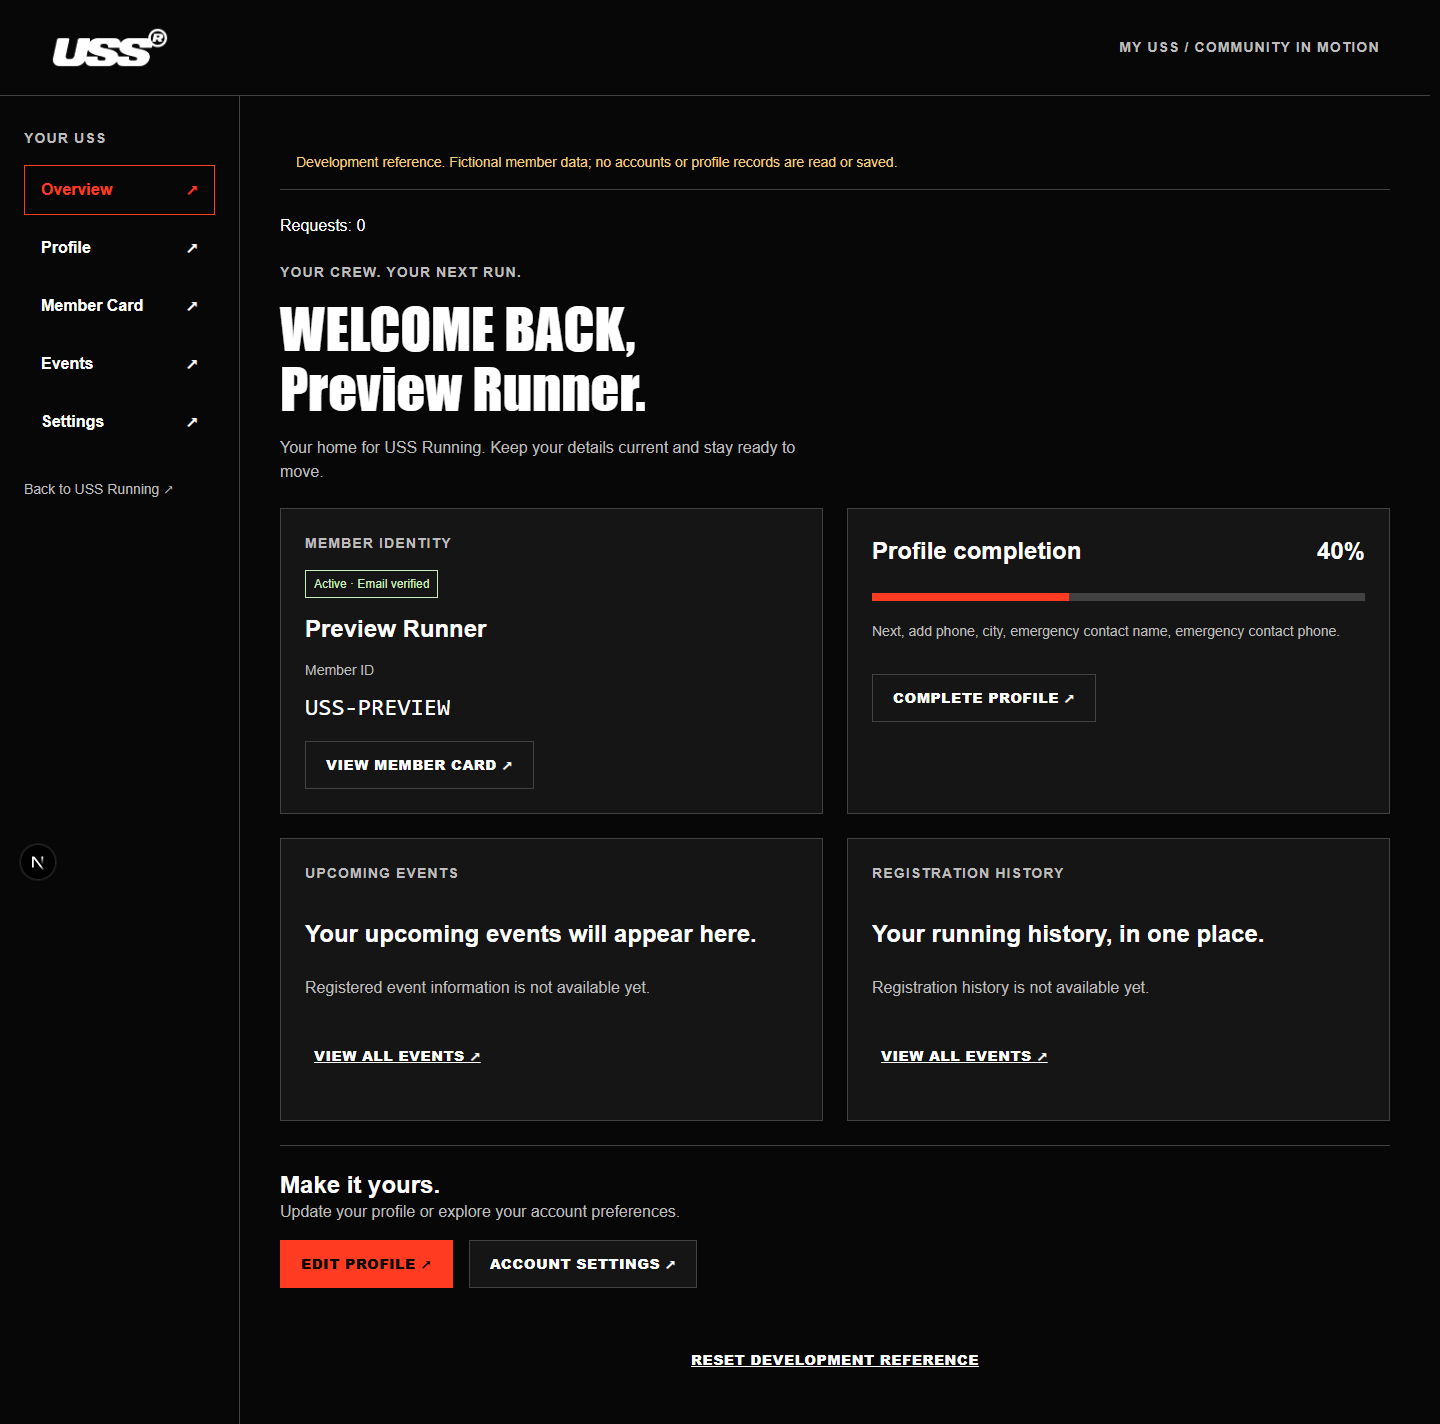 USS®
MY USS / COMMUNITY IN MOTION
YOUR USS
Overview ↗
Profile ↗
Member Card ↗
Events ↗
Settings ↗
Back to USS Running ↗
Development reference. Fictional member data; no accounts or profile records are read or saved.
Requests: 0
YOUR CREW. YOUR NEXT RUN.
WELCOME BACK,
Preview Runner.
Your home for USS Running. Keep your details current and stay ready to
move.
MEMBER IDENTITY
Active · Email verified
Preview Runner
Member ID
USS-PREVIEW
VIEW MEMBER CARD ↗
Profile completion 40%
Next, add phone, city, emergency contact name, emergency contact phone.
COMPLETE PROFILE ↗
UPCOMING EVENTS
Your upcoming events will appear here.
Registered event information is not available yet.
VIEW ALL EVENTS ↗
REGISTRATION HISTORY
Your running history, in one place.
Registration history is not available yet.
VIEW ALL EVENTS ↗
Make it yours.
Update your profile or explore your account preferences.
EDIT PROFILE ↗
ACCOUNT SETTINGS ↗
RESET DEVELOPMENT REFERENCE
N